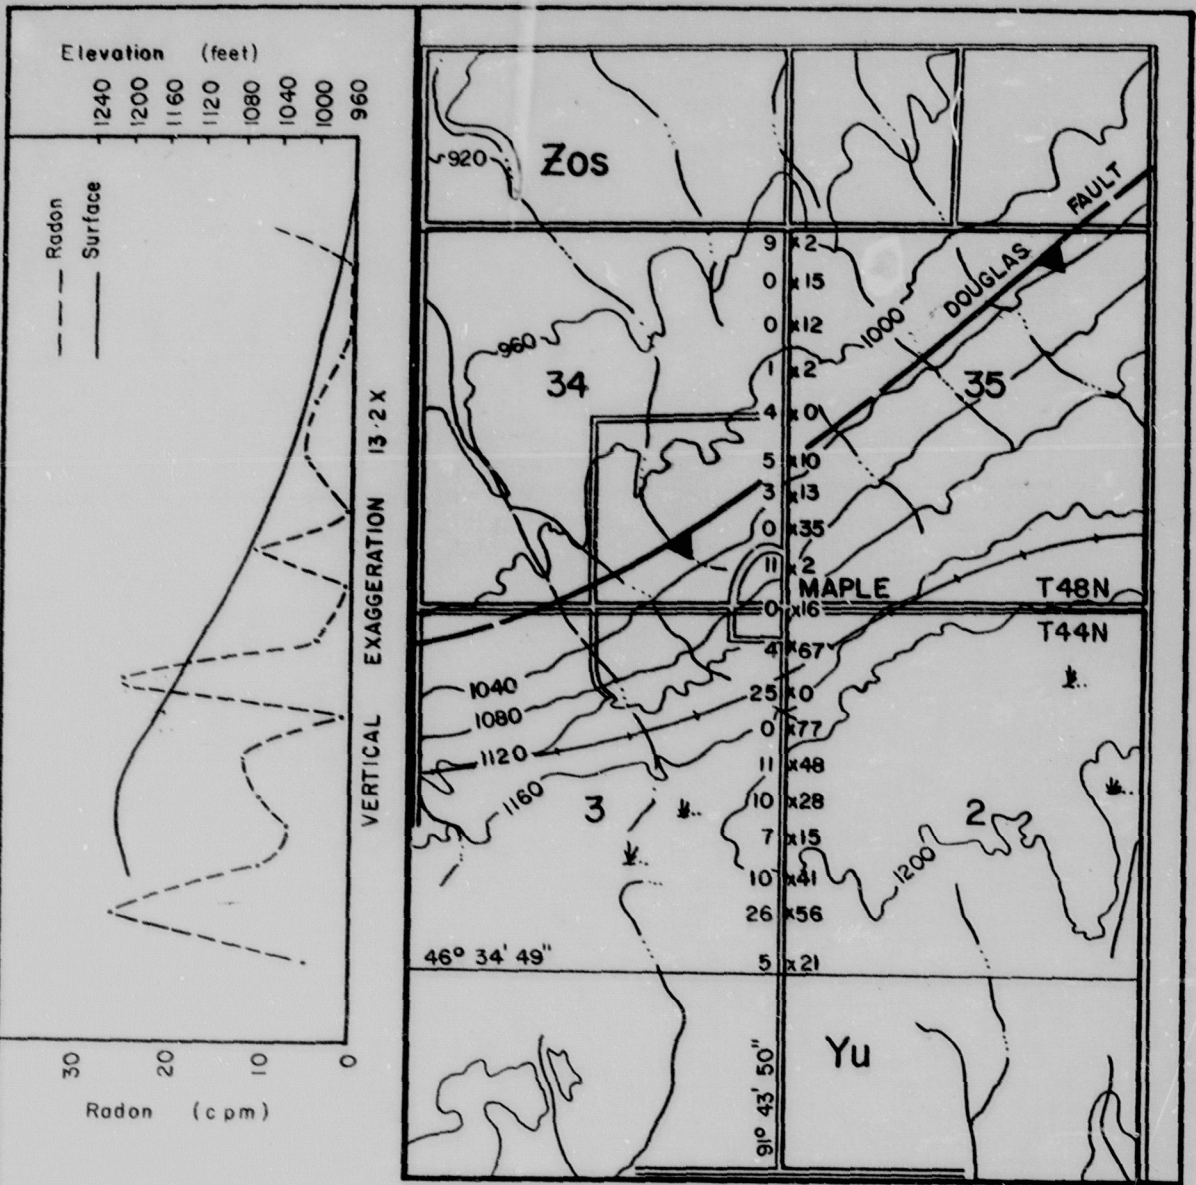 Elevation (feet)
1240
1200
1160
1120
1080
1040
1000
960
Radon
Surface
VERTICAL EXAGGERATION 13.2X
30
20
10
0
Radon (cpm)
920
Zos
FAULT
DOUGLAS
1000
960
34
35
9 x2
0 x15
0 x12
1 x2
4 x0
5 x10
3 x13
0 x35
11 x2
0 x16
4 x67
25 x0
0 x77
11 x48
10 x28
7 x15
10 x41
26 x56
5 x21
MAPLE
T48N
T44N
1040
1080
1120
1160
3
2
1200
46° 34' 49"
91° 43' 50"
Yu